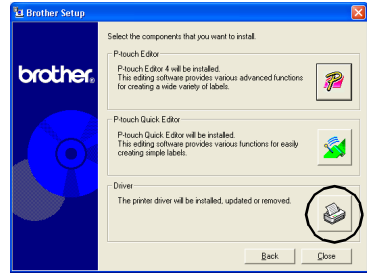 Brother Setup
Select the components that you want to install.
P-touch Editor
P-touch Editor 4 will be installed.
This editing software provides various advanced functions
for creating a wide variety of labels.
brother.
P-touch Quick Editor
P-touch Quick Editor will be installed.
This editing software provides various functions for easily
creating simple labels.
Driver
The printer driver will be installed, updated or removed.
Back
Close